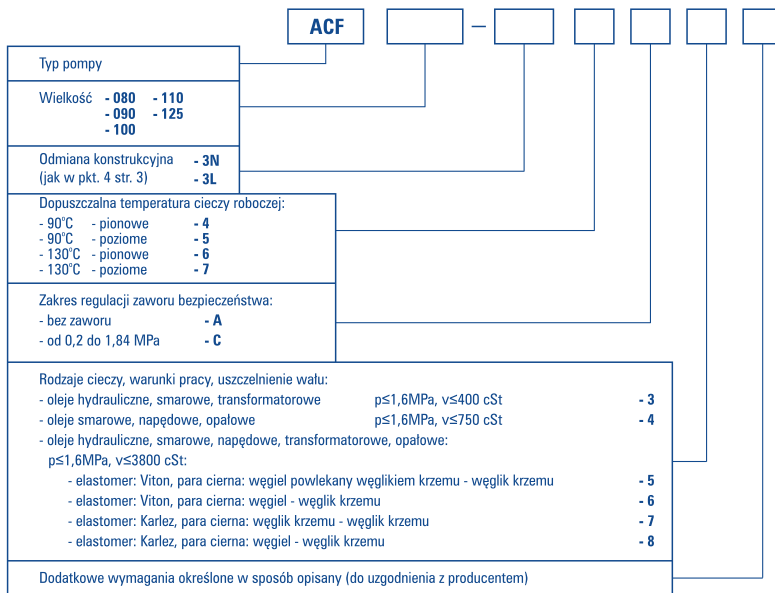 ACF –
Typ pompy
Wielkość - 080 - 110
- 090 - 125
- 100
Odmiana konstrukcyjna - 3N
(jak w pkt. 4 str. 3) - 3L
Dopuszczalna temperatura cieczy roboczej:
- 90°C - pionowe - 4
- 90°C - poziome - 5
- 130°C - pionowe - 6
- 130°C - poziome - 7
Zakres regulacji zaworu bezpieczeństwa:
- bez zaworu - A
- od 0,2 do 1,84 MPa - C
Rodzaje cieczy, warunki pracy, uszczelnienie wału:
- oleje hydrauliczne, smarowe, transformatorowe p≤1,6MPa, v≤400 cSt - 3
- oleje smarowe, napędowe, opałowe p≤1,6MPa, v≤750 cSt - 4
- oleje hydrauliczne, smarowe, napędowe, transformatorowe, opałowe:
p≤1,6MPa, v≤3800 cSt:
- elastomer: Viton, para cierna: węgiel powlekany węglikiem krzemu - węglik krzemu - 5
- elastomer: Viton, para cierna: węgiel - węglik krzemu - 6
- elastomer: Karlez, para cierna: węglik krzemu - węglik krzemu - 7
- elastomer: Karlez, para cierna: węgiel - węglik krzemu - 8
Dodatkowe wymagania określone w sposób opisany (do uzgodnienia z producentem)